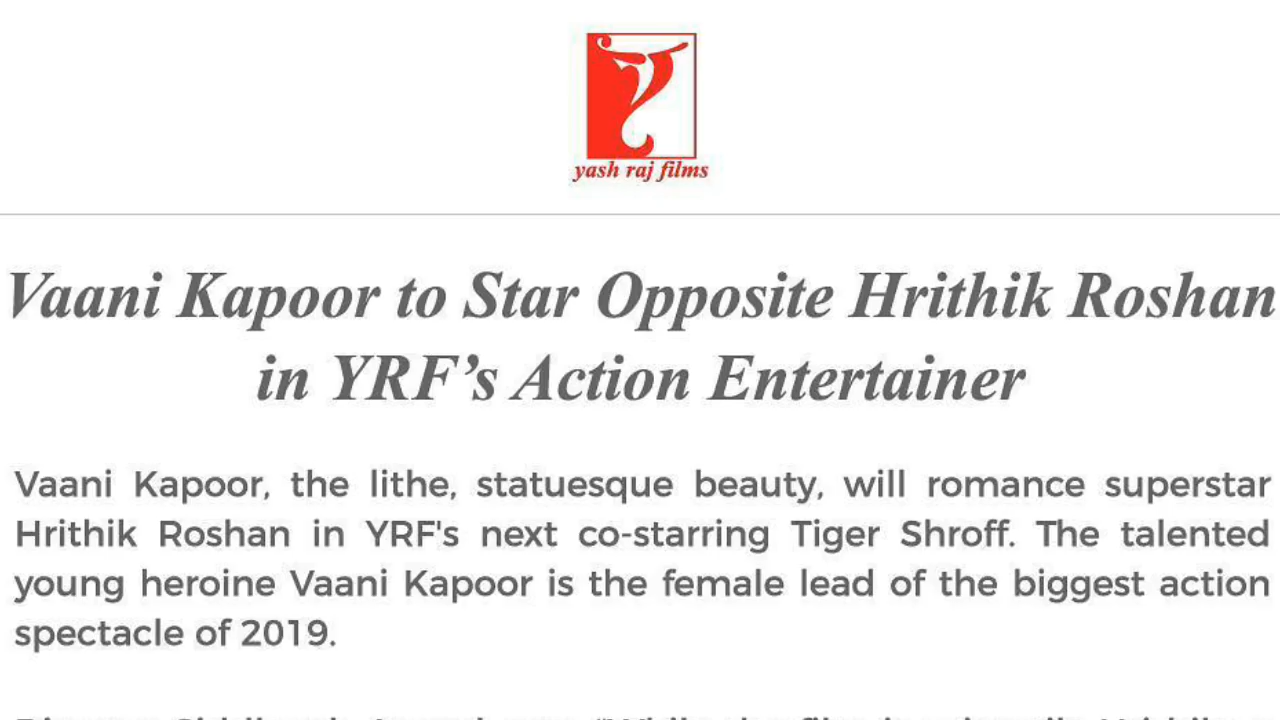 yash raj films
Vaani Kapoor to Star Opposite Hrithik Roshan
in YRF’s Action Entertainer
Vaani Kapoor, the lithe, statuesque beauty, will romance superstar
Hrithik Roshan in YRF's next co-starring Tiger Shroff. The talented
young heroine Vaani Kapoor is the female lead of the biggest action
spectacle of 2019.